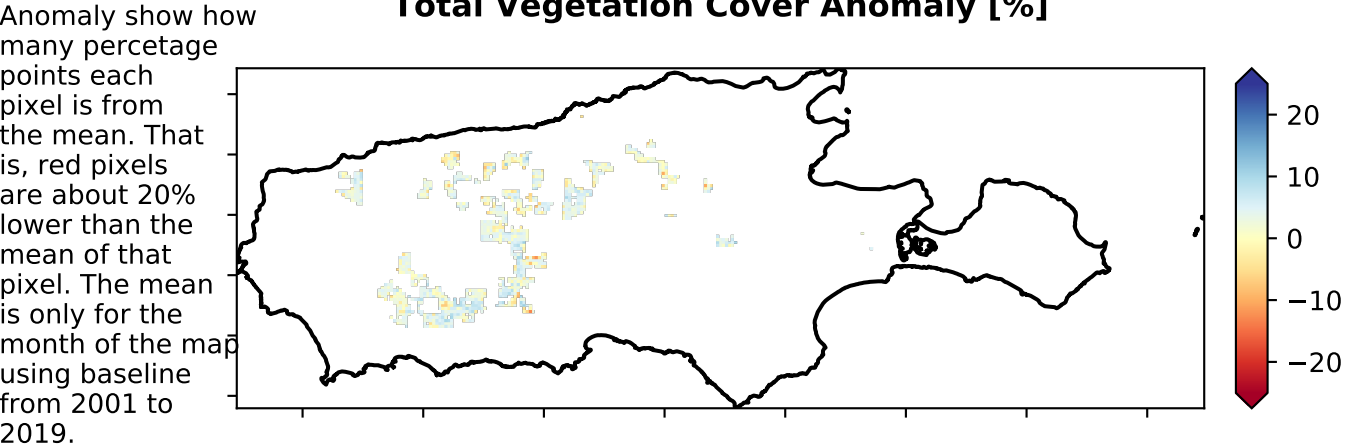 Total Vegetation Cover Anomaly [%]
Anomaly show how
many percetage
points each
pixel is from
the mean. That
is, red pixels
are about 20%
lower than the
mean of that
pixel. The mean
is only for the
month of the map
using baseline
from 2001 to
2019.
20
10
0
−10
−20